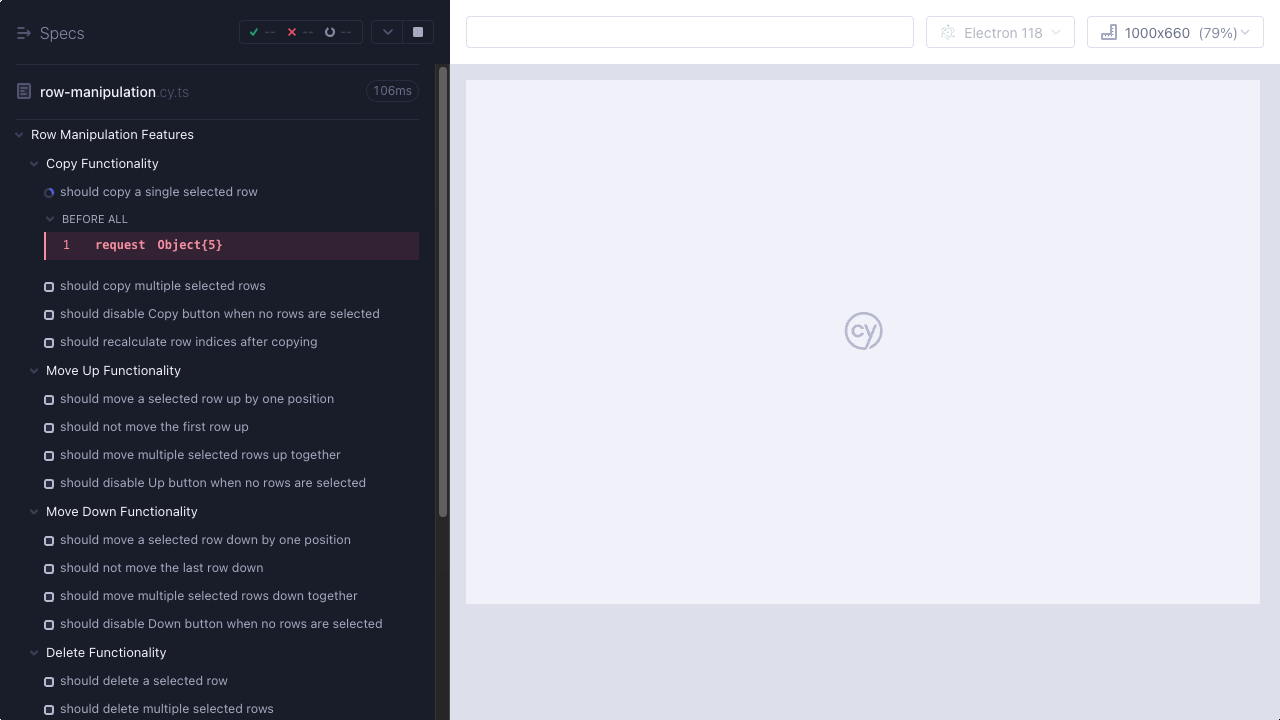 Specs
-- -- --
Electron 118
1000x660 (79%)
row-manipulation.cy.ts
106ms
Row Manipulation Features
Copy Functionality
should copy a single selected row
BEFORE ALL
1 request Object{5}
should copy multiple selected rows
should disable Copy button when no rows are selected
should recalculate row indices after copying
Move Up Functionality
should move a selected row up by one position
should not move the first row up
should move multiple selected rows up together
should disable Up button when no rows are selected
Move Down Functionality
should move a selected row down by one position
should not move the last row down
should move multiple selected rows down together
should disable Down button when no rows are selected
Delete Functionality
should delete a selected row
should delete multiple selected rows
cy